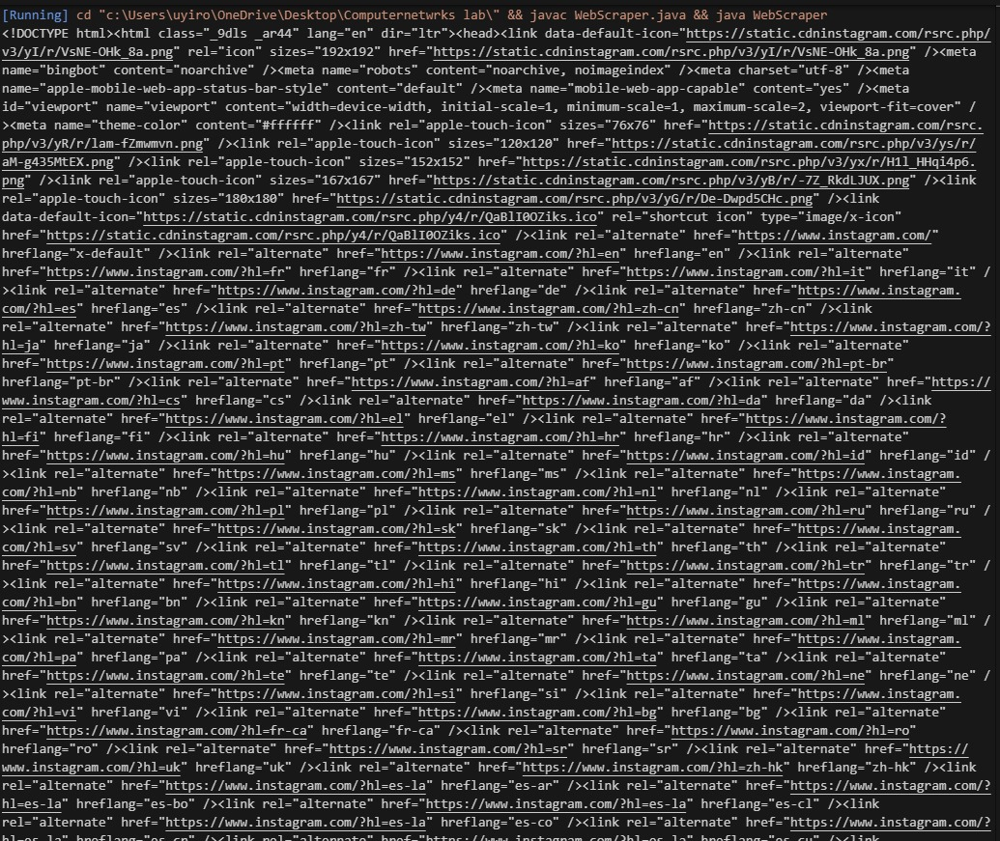 [Running] cd "c:\Users\uyiro\OneDrive\Desktop\Computernetwrks lab\" && javac WebScraper.java && java WebScraper
<!DOCTYPE html><html class="_9dls _ar44" lang="en" dir="ltr"><head><link data-default-icon="https://static.cdninstagram.com/rsrc.php/
v3/yI/r/VsNE-OHk_8a.png" rel="icon" sizes="192x192" href="https://static.cdninstagram.com/rsrc.php/v3/yI/r/VsNE-OHk_8a.png" /><meta
name="bingbot" content="noarchive" /><meta name="robots" content="noarchive, noimageindex" /><meta charset="utf-8" /><meta
name="apple-mobile-web-app-status-bar-style" content="default" /><meta name="mobile-web-app-capable" content="yes" /><meta
id="viewport" name="viewport" content="width=device-width, initial-scale=1, minimum-scale=1, maximum-scale=2, viewport-fit=cover" /
><meta name="theme-color" content="#ffffff" /><link rel="apple-touch-icon" sizes="76x76" href="https://static.cdninstagram.com/rsrc.
php/v3/yR/r/lam-fZmwmvn.png" /><link rel="apple-touch-icon" sizes="120x120" href="https://static.cdninstagram.com/rsrc.php/v3/ys/r/
aM-g435MtEX.png" /><link rel="apple-touch-icon" sizes="152x152" href="https://static.cdninstagram.com/rsrc.php/v3/yx/r/H1l_HHqi4p6.
png" /><link rel="apple-touch-icon" sizes="167x167" href="https://static.cdninstagram.com/rsrc.php/v3/yB/r/-7Z_RkdLJUX.png" /><link
rel="apple-touch-icon" sizes="180x180" href="https://static.cdninstagram.com/rsrc.php/v3/yG/r/De-Dwpd5CHc.png" /><link
data-default-icon="https://static.cdninstagram.com/rsrc.php/y4/r/QaBlI0OZiks.ico" rel="shortcut icon" type="image/x-icon"
href="https://static.cdninstagram.com/rsrc.php/y4/r/QaBlI0OZiks.ico" /><link rel="alternate" href="https://www.instagram.com/"
hreflang="x-default" /><link rel="alternate" href="https://www.instagram.com/?hl=en" hreflang="en" /><link rel="alternate"
href="https://www.instagram.com/?hl=fr" hreflang="fr" /><link rel="alternate" href="https://www.instagram.com/?hl=it" hreflang="it" /
><link rel="alternate" href="https://www.instagram.com/?hl=de" hreflang="de" /><link rel="alternate" href="https://www.instagram.
com/?hl=es" hreflang="es" /><link rel="alternate" href="https://www.instagram.com/?hl=zh-cn" hreflang="zh-cn" /><link
rel="alternate" href="https://www.instagram.com/?hl=zh-tw" hreflang="zh-tw" /><link rel="alternate" href="https://www.instagram.com/?
hl=ja" hreflang="ja" /><link rel="alternate" href="https://www.instagram.com/?hl=ko" hreflang="ko" /><link rel="alternate"
href="https://www.instagram.com/?hl=pt" hreflang="pt" /><link rel="alternate" href="https://www.instagram.com/?hl=pt-br"
hreflang="pt-br" /><link rel="alternate" href="https://www.instagram.com/?hl=af" hreflang="af" /><link rel="alternate" href="https://
www.instagram.com/?hl=cs" hreflang="cs" /><link rel="alternate" href="https://www.instagram.com/?hl=da" hreflang="da" /><link
rel="alternate" href="https://www.instagram.com/?hl=el" hreflang="el" /><link rel="alternate" href="https://www.instagram.com/?
hl=fi" hreflang="fi" /><link rel="alternate" href="https://www.instagram.com/?hl=hr" hreflang="hr" /><link rel="alternate"
href="https://www.instagram.com/?hl=hu" hreflang="hu" /><link rel="alternate" href="https://www.instagram.com/?hl=id" hreflang="id" /
><link rel="alternate" href="https://www.instagram.com/?hl=ms" hreflang="ms" /><link rel="alternate" href="https://www.instagram.
com/?hl=nb" hreflang="nb" /><link rel="alternate" href="https://www.instagram.com/?hl=nl" hreflang="nl" /><link rel="alternate"
href="https://www.instagram.com/?hl=pl" hreflang="pl" /><link rel="alternate" href="https://www.instagram.com/?hl=ru" hreflang="ru" /
><link rel="alternate" href="https://www.instagram.com/?hl=sk" hreflang="sk" /><link rel="alternate" href="https://www.instagram.
com/?hl=sv" hreflang="sv" /><link rel="alternate" href="https://www.instagram.com/?hl=th" hreflang="th" /><link rel="alternate"
href="https://www.instagram.com/?hl=tl" hreflang="tl" /><link rel="alternate" href="https://www.instagram.com/?hl=tr" hreflang="tr" /
><link rel="alternate" href="https://www.instagram.com/?hl=hi" hreflang="hi" /><link rel="alternate" href="https://www.instagram.
com/?hl=bn" hreflang="bn" /><link rel="alternate" href="https://www.instagram.com/?hl=gu" hreflang="gu" /><link rel="alternate"
href="https://www.instagram.com/?hl=kn" hreflang="kn" /><link rel="alternate" href="https://www.instagram.com/?hl=ml" hreflang="ml" /
><link rel="alternate" href="https://www.instagram.com/?hl=mr" hreflang="mr" /><link rel="alternate" href="https://www.instagram.
com/?hl=pa" hreflang="pa" /><link rel="alternate" href="https://www.instagram.com/?hl=ta" hreflang="ta" /><link rel="alternate"
href="https://www.instagram.com/?hl=te" hreflang="te" /><link rel="alternate" href="https://www.instagram.com/?hl=ne" hreflang="ne" /
><link rel="alternate" href="https://www.instagram.com/?hl=si" hreflang="si" /><link rel="alternate" href="https://www.instagram.
com/?hl=vi" hreflang="vi" /><link rel="alternate" href="https://www.instagram.com/?hl=bg" hreflang="bg" /><link rel="alternate"
href="https://www.instagram.com/?hl=fr-ca" hreflang="fr-ca" /><link rel="alternate" href="https://www.instagram.com/?hl=ro"
hreflang="ro" /><link rel="alternate" href="https://www.instagram.com/?hl=sr" hreflang="sr" /><link rel="alternate" href="https://
www.instagram.com/?hl=uk" hreflang="uk" /><link rel="alternate" href="https://www.instagram.com/?hl=zh-hk" hreflang="zh-hk" /><link
rel="alternate" href="https://www.instagram.com/?hl=es-la" hreflang="es-ar" /><link rel="alternate" href="https://www.instagram.com/?
hl=es-la" hreflang="es-bo" /><link rel="alternate" href="https://www.instagram.com/?hl=es-la" hreflang="es-cl" /><link
rel="alternate" href="https://www.instagram.com/?hl=es-la" hreflang="es-co" /><link rel="alternate" href="https://www.instagram.com/?
hl=es-la" hreflang="es-cr" /><link rel="alternate" href="https://www.instagram.com/?hl=es-la" hreflang="es-cu" /><link